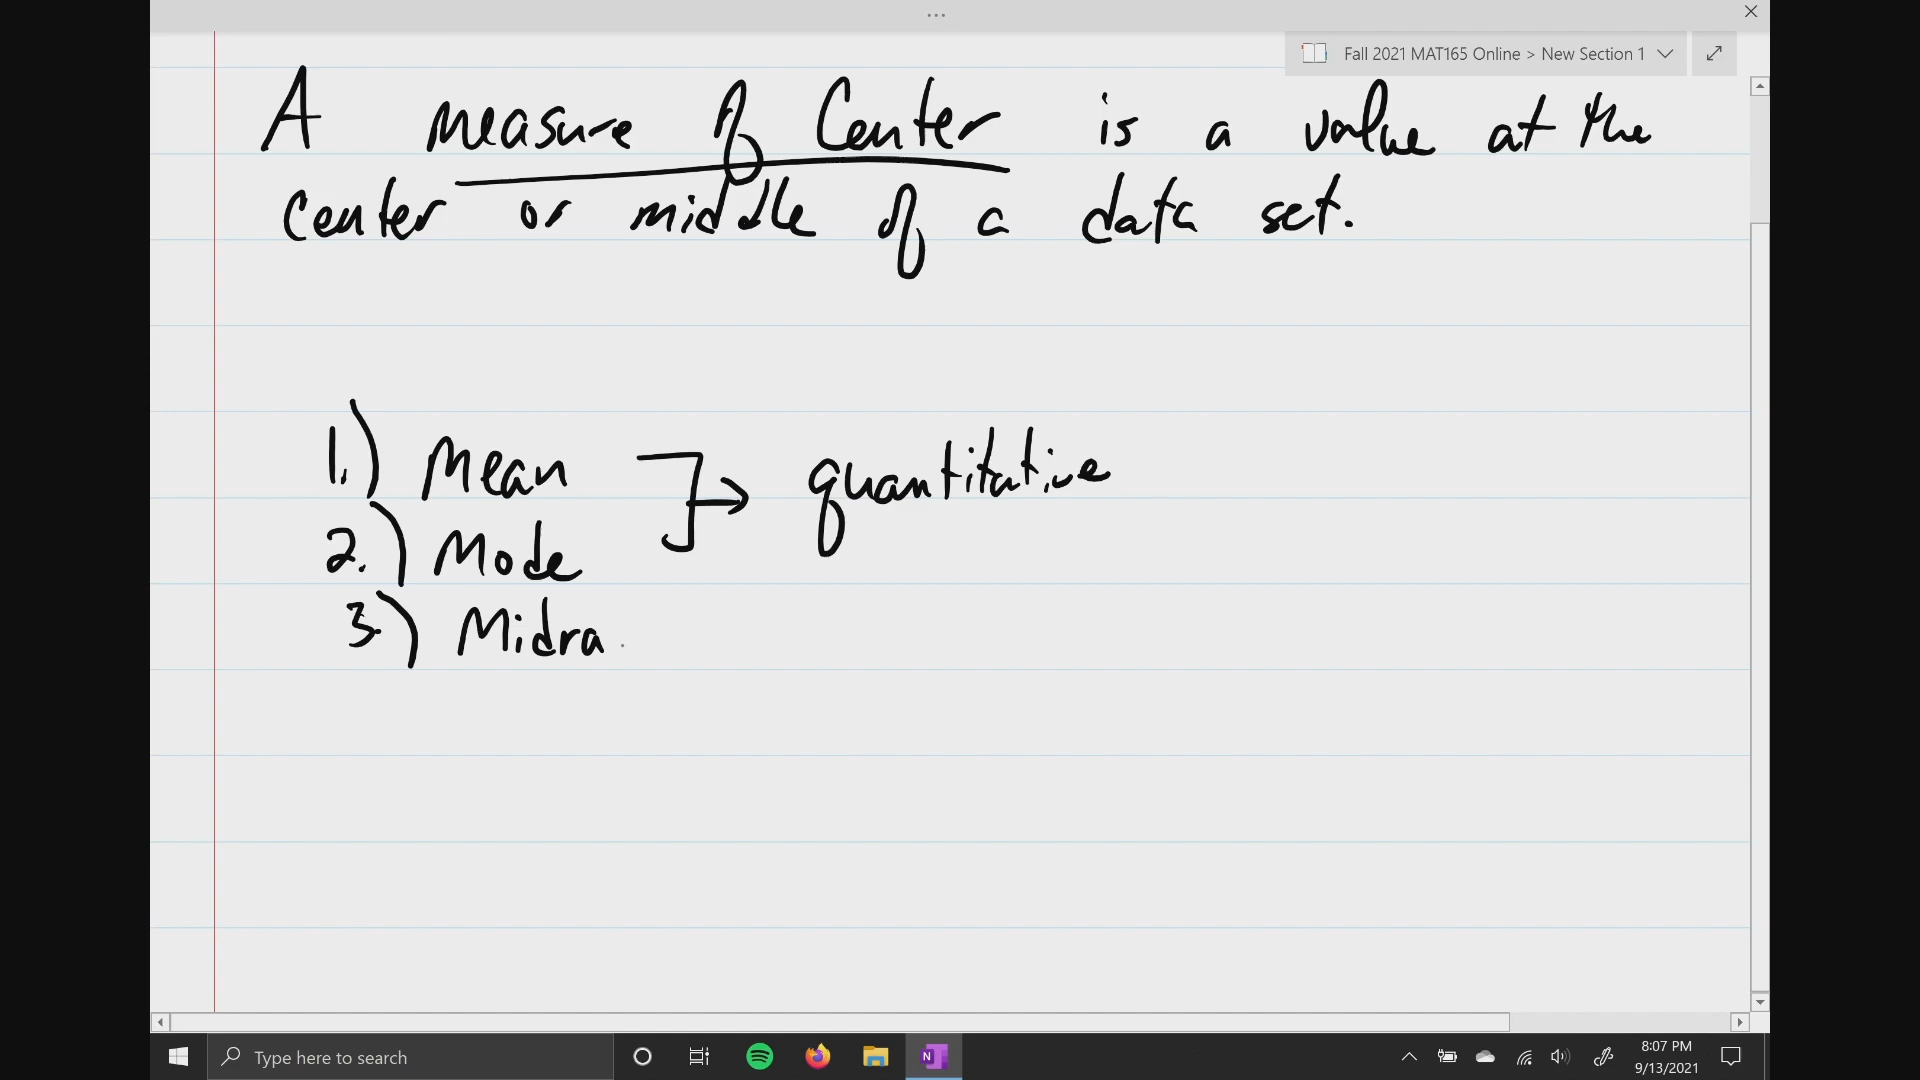 Fall 2021 MAT165 Online > New Section 1
A measure of Center is a value at the
center or middle of a data set.
1.) Mean → quantitative
2.) Mode
3.) Midra
Type here to search
N
8:07 PM
9/13/2021